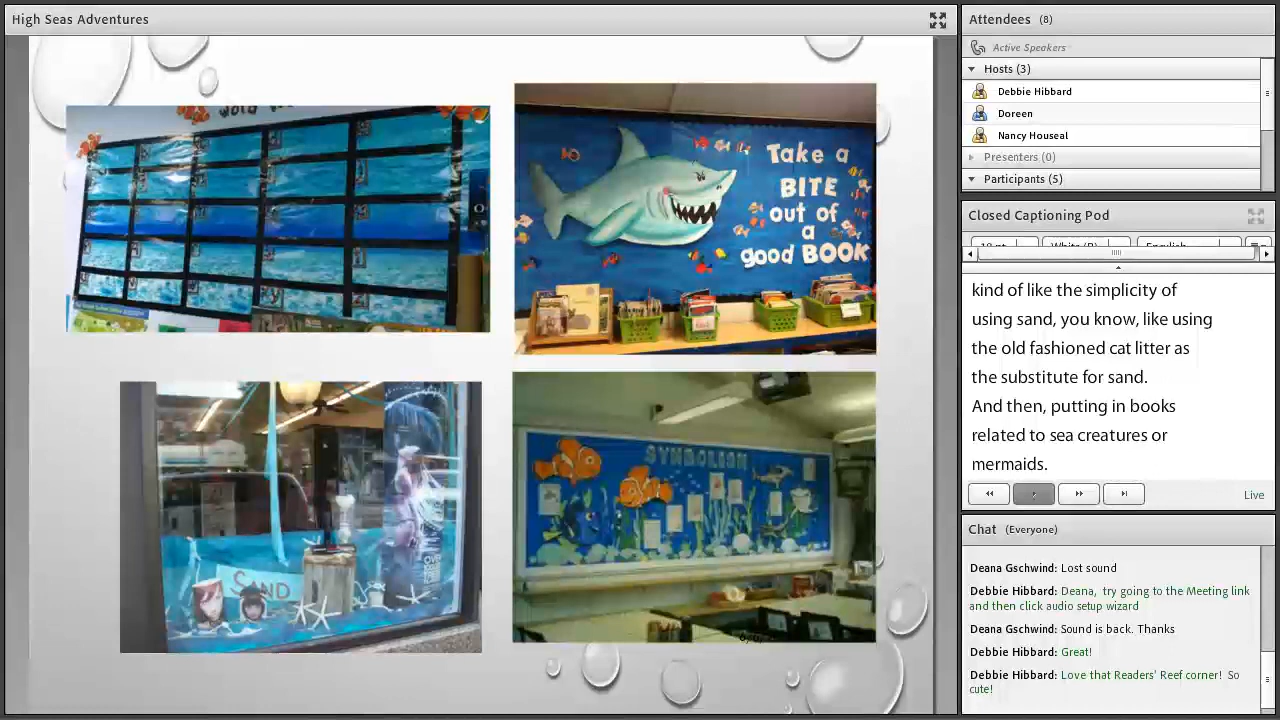 High Seas Adventures
Take a
BITE
out of
a
good BOOK
SYMBOLISM
SAND
Attendees (8)
Active Speakers
Hosts (3)
Debbie Hibbard
Doreen
Nancy Houseal
Presenters (0)
Participants (5)
Closed Captioning Pod
English
kind of like the simplicity of
using sand, you know, like using
the old fashioned cat litter as
the substitute for sand.
And then, putting in books
related to sea creatures or
mermaids.
Live
Chat (Everyone)
Deana Gschwind: Lost sound
Debbie Hibbard: Deana, try going to the Meeting link
and then click audio setup wizard
Deana Gschwind: Sound is back. Thanks
Debbie Hibbard: Great!
Debbie Hibbard: Love that Readers' Reef corner! So
cute!